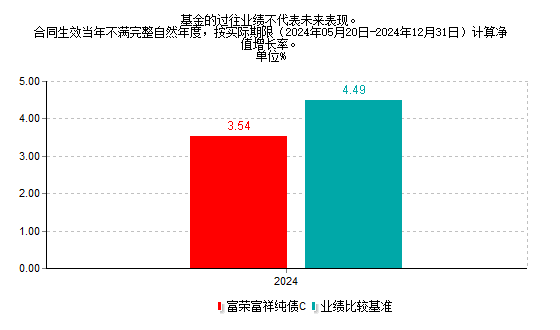 基金的过往业绩不代表未来表现。
合同生效当年不满完整自然年度，按实际期限（2024年05月20日-2024年12月31日）计算净
值增长率。
单位%
5.00
4.00
3.00
2.00
1.00
0.00
3.54
4.49
2024
富荣富祥纯债C 业绩比较基准